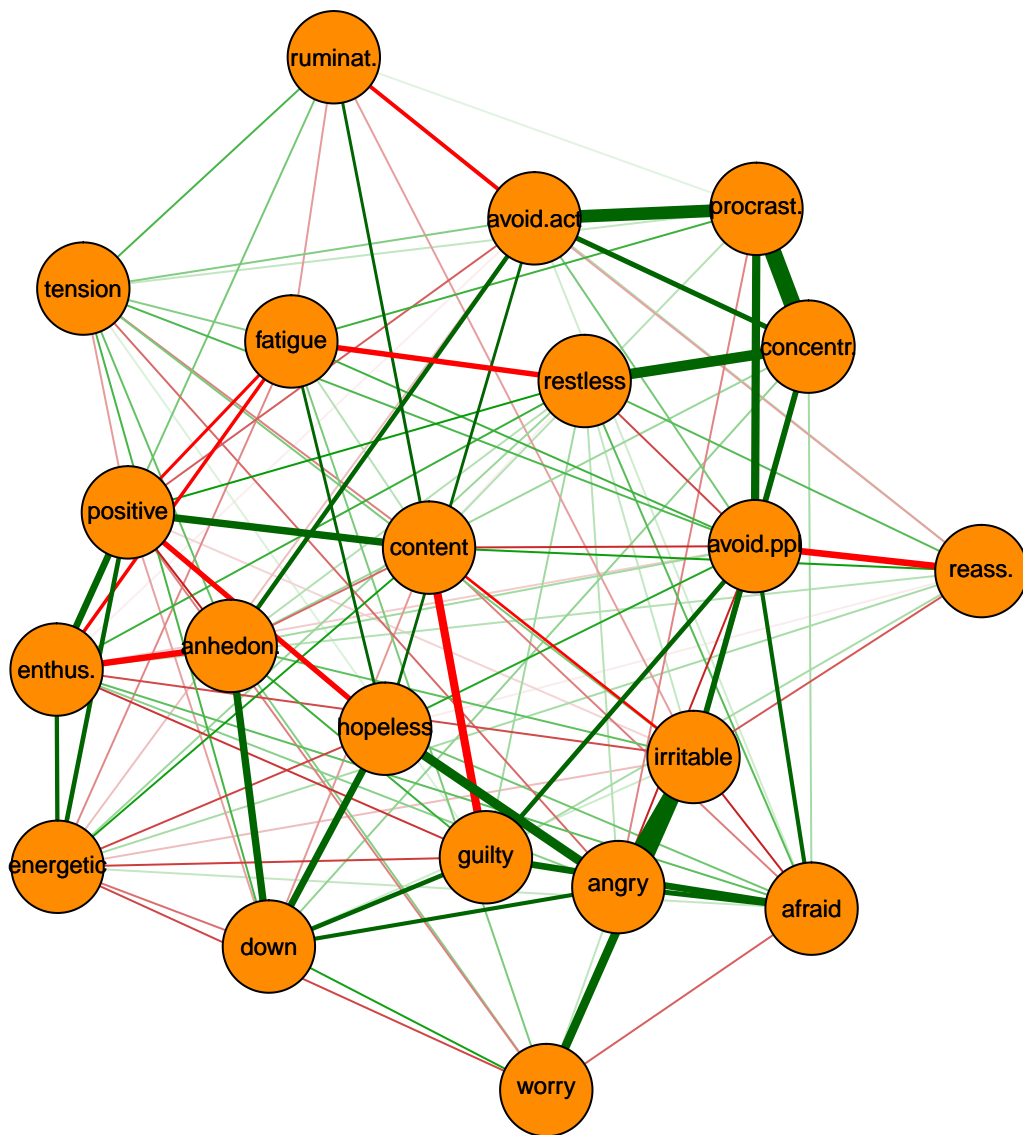 ruminat.
avoid.act
procrast.
tension
fatigue
concentr.
restless
positive
content
avoid.ppl
reass.
enthus.
anhedon.
hopeless
irritable
energetic
guilty
angry
afraid
down
worry